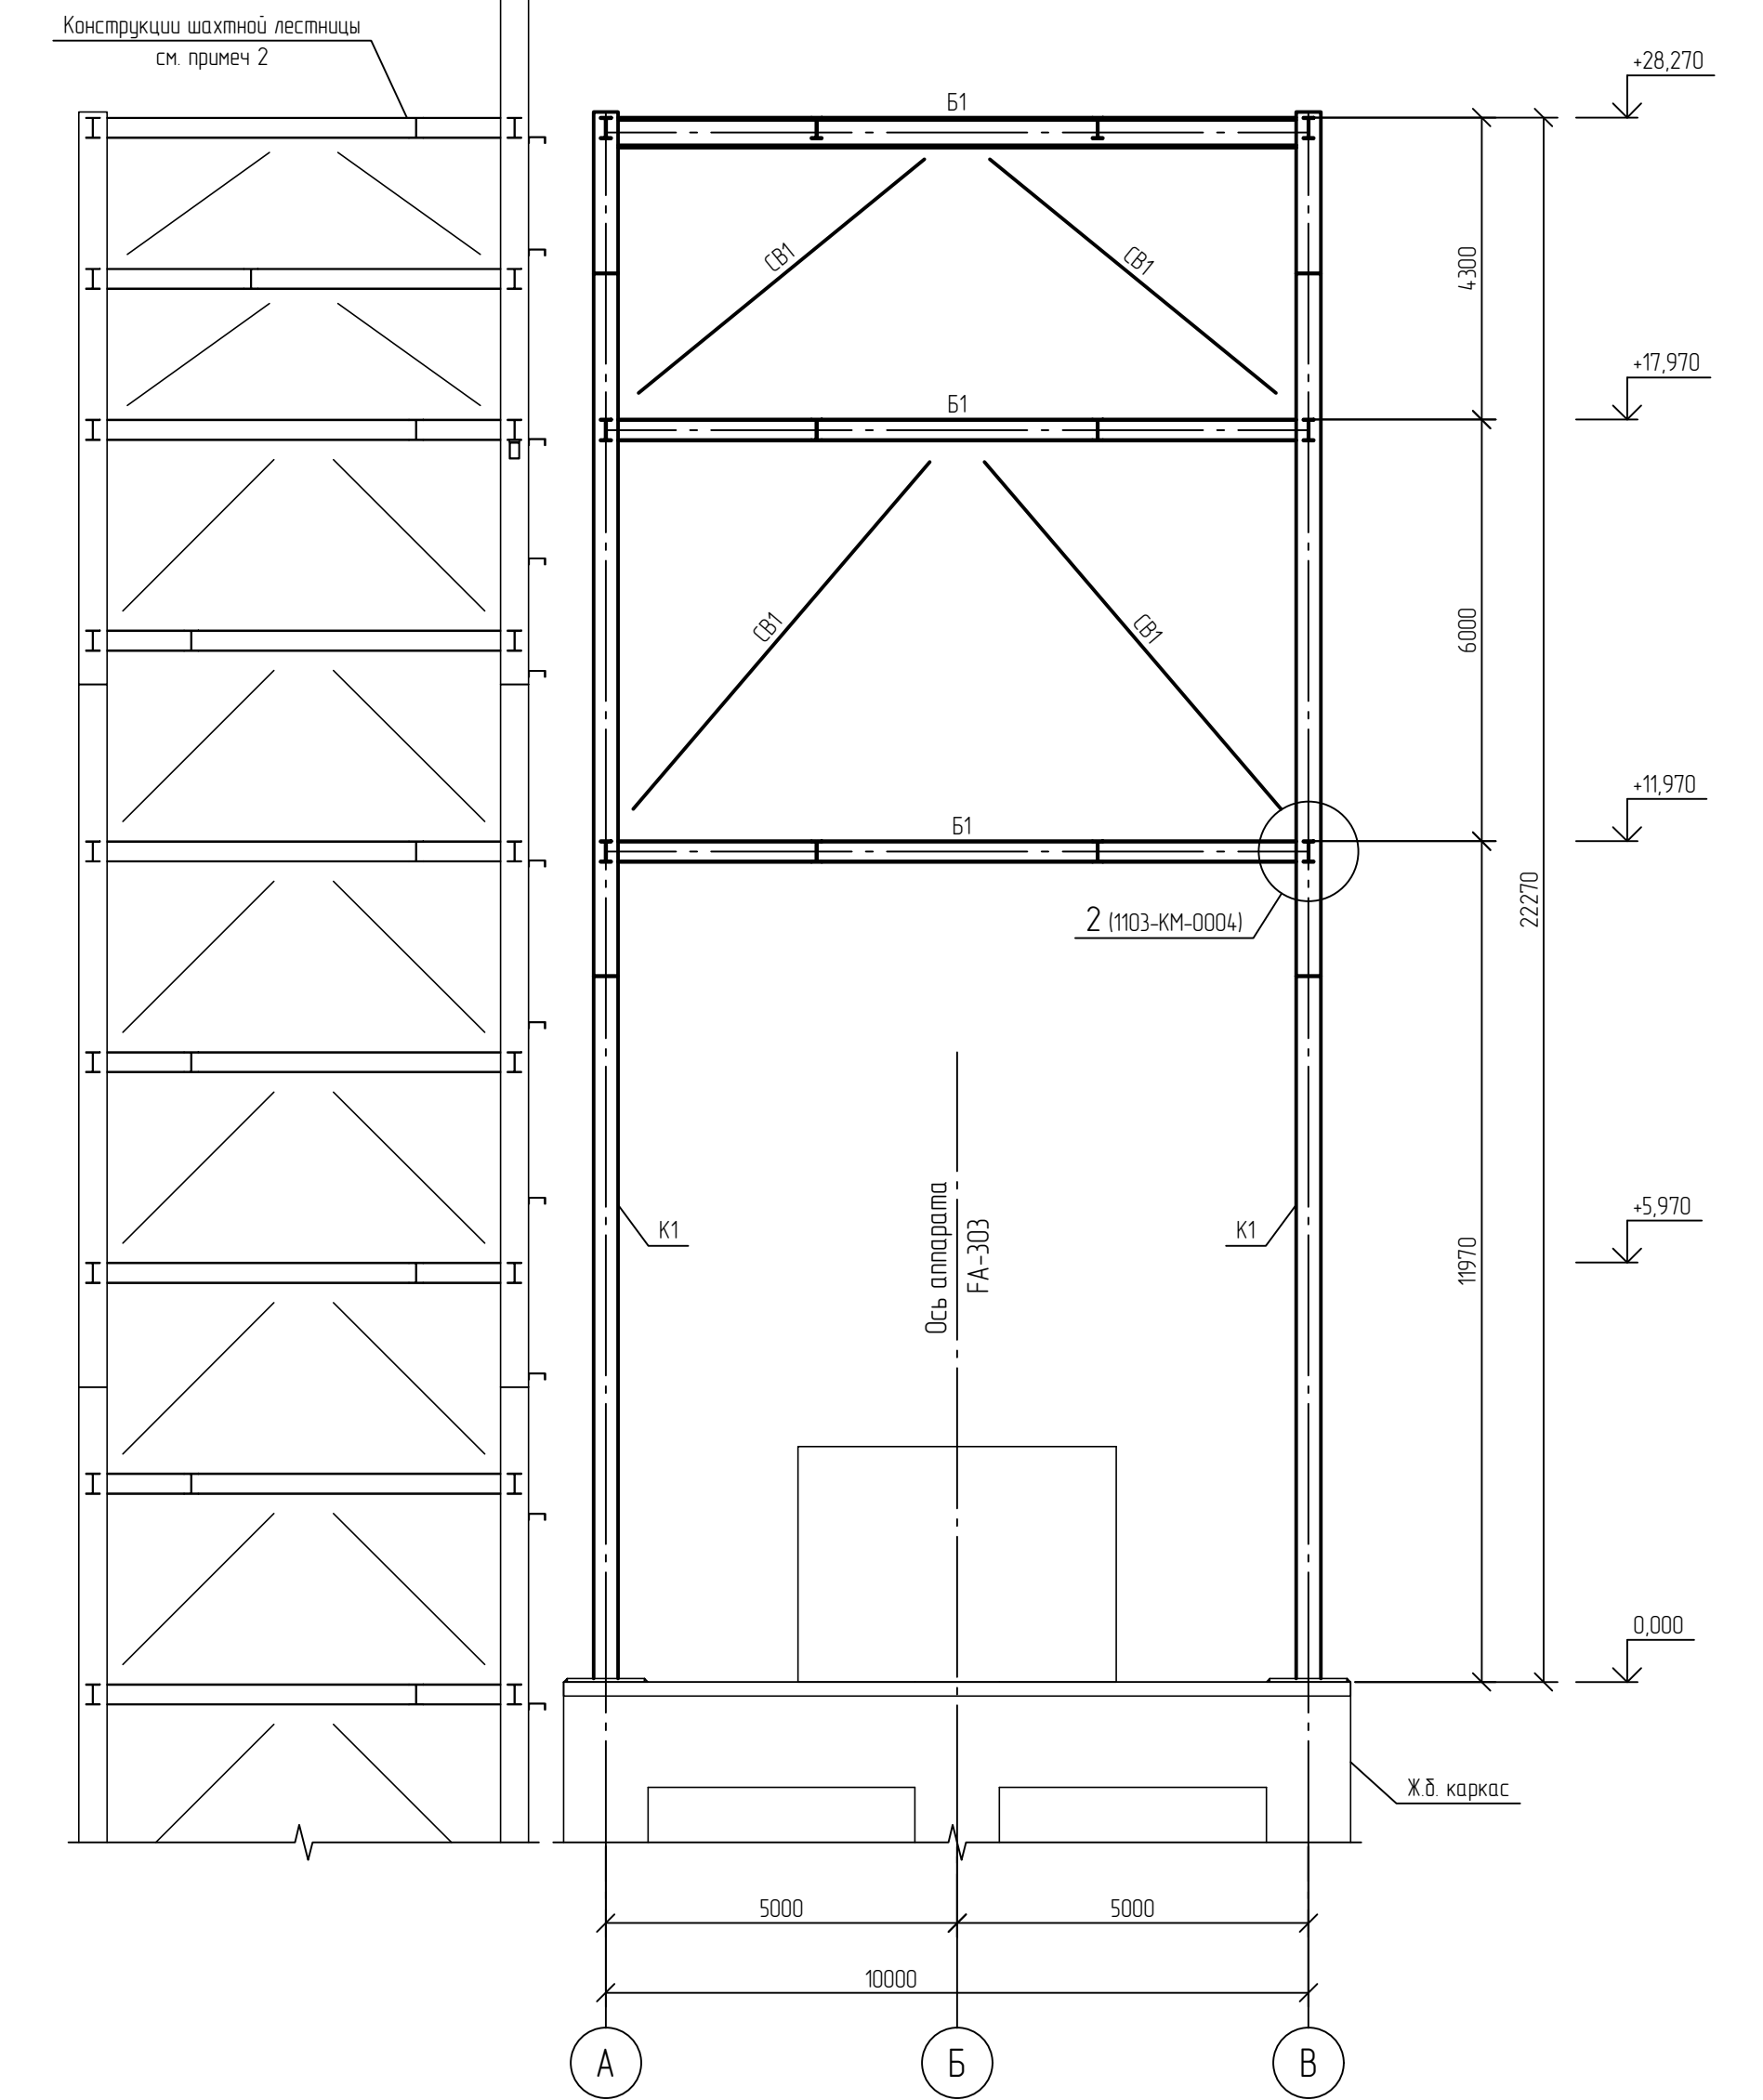 Конструкции шахтной лестницы
см. примеч 2
+28,270
Б1
СВ1
СВ1
4300
+17,970
Б1
СВ1
СВ1
6000
+11,970
Б1
2 (1103-КМ-0004)
22270
К1
Ось аппарата
FA-303
К1
+5,970
11970
0,000
Ж.б. каркас
5000
5000
10000
А
Б
В